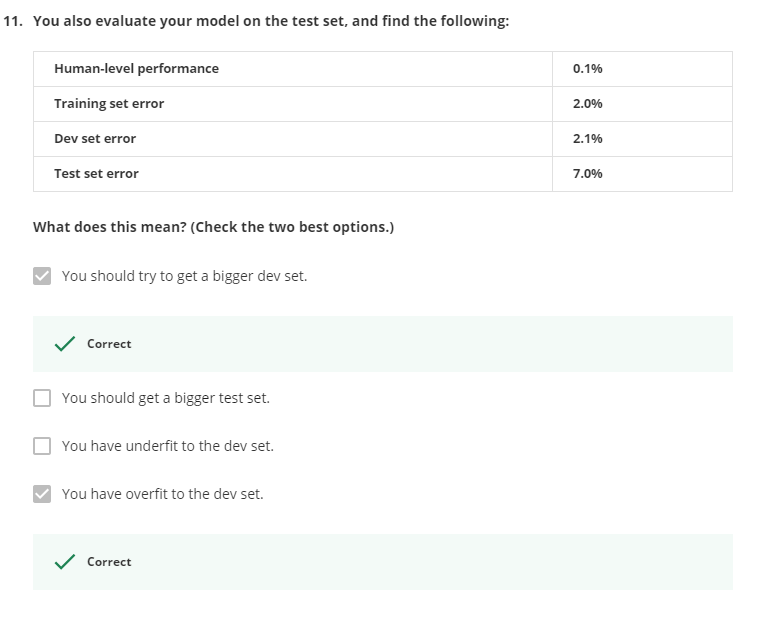 11. You also evaluate your model on the test set, and find the following:
Human-level performance 0.1%
Training set error 2.0%
Dev set error 2.1%
Test set error 7.0%
What does this mean? (Check the two best options.)
You should try to get a bigger dev set.
Correct
You should get a bigger test set.
You have underfit to the dev set.
You have overfit to the dev set.
Correct